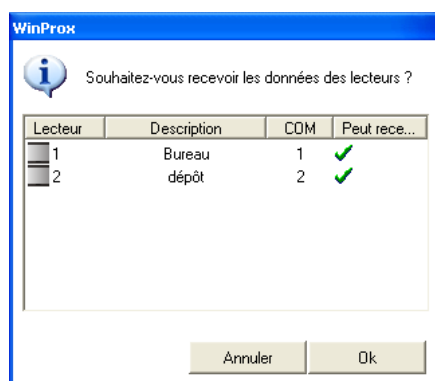 WinProx
Souhaitez-vous recevoir les données des lecteurs ?
Lecteur Description COM Peut rece...
1 Bureau 1
2 dépôt 2
Annuler Ok